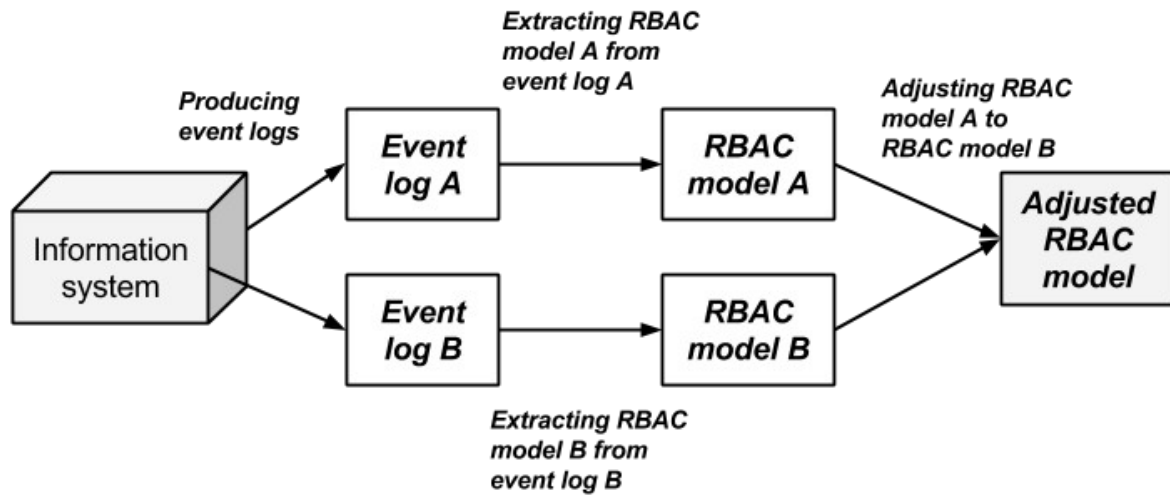 Extracting RBAC
model A from
event log A
Producing
event logs
Adjusting RBAC
model A to
RBAC model B
Event
log A
RBAC
model A
Information
system
Adjusted
RBAC
model
Event
log B
RBAC
model B
Extracting RBAC
model B from
event log B